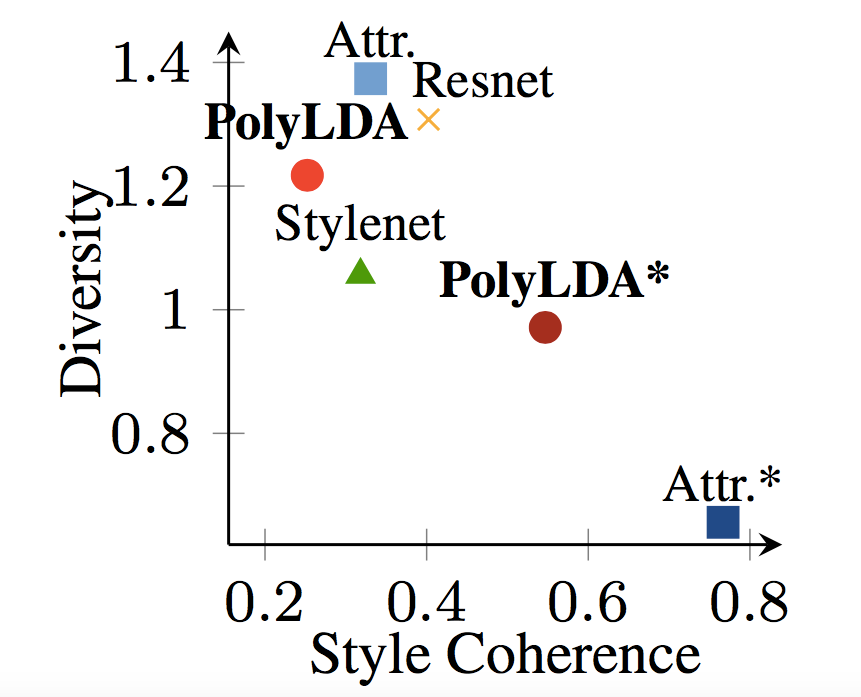 Attr.
1.4
Resnet
PolyLDA
1.2
Stylenet
Diversity
PolyLDA*
1
0.8
Attr.*
0.2 0.4 0.6 0.8
Style Coherence